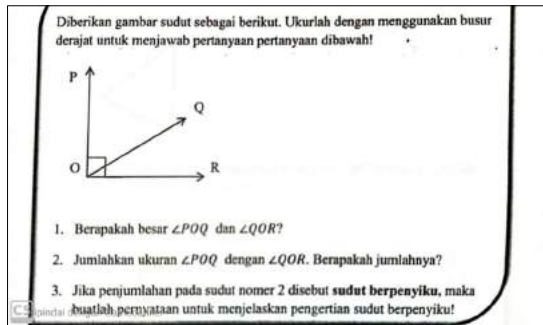 Diberikan gambar sudut sebagai berikut. Ukurlah dengan menggunakan busur
derajat untuk menjawab pertanyaan pertanyaan dibawah!
P
Q
O
R
1. Berapakah besar ∠POQ dan ∠QOR?
2. Jumlahkan ukuran ∠POQ dengan ∠QOR. Berapakah jumlahnya?
3. Jika penjumlahan pada sudut nomer 2 disebut sudut berpenyiku, maka
buatlah pernyataan untuk menjelaskan pengertian sudut berpenyiku!
CS pindai